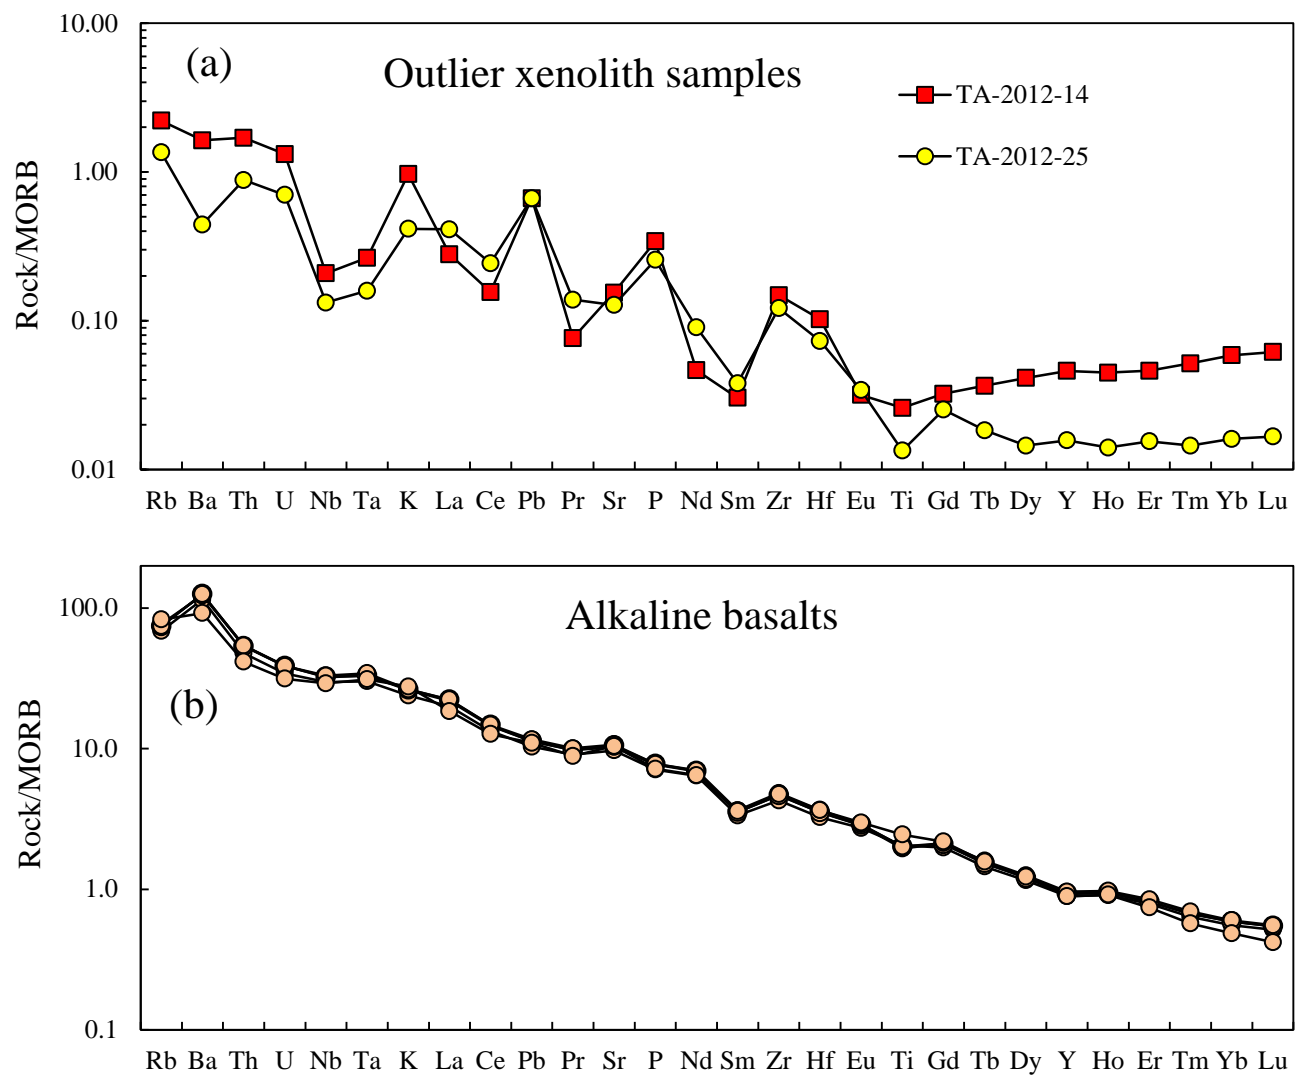 10.00
(a)
Outlier xenolith samples
TA-2012-14
TA-2012-25
1.00
0.10
0.01
Rock/MORB
Rb Ba Th U Nb Ta K La Ce Pb Pr Sr P Nd Sm Zr Hf Eu Ti Gd Tb Dy Y Ho Er Tm Yb Lu
100.0
Alkaline basalts
(b)
10.0
1.0
0.1
Rock/MORB
Rb Ba Th U Nb Ta K La Ce Pb Pr Sr P Nd Sm Zr Hf Eu Ti Gd Tb Dy Y Ho Er Tm Yb Lu